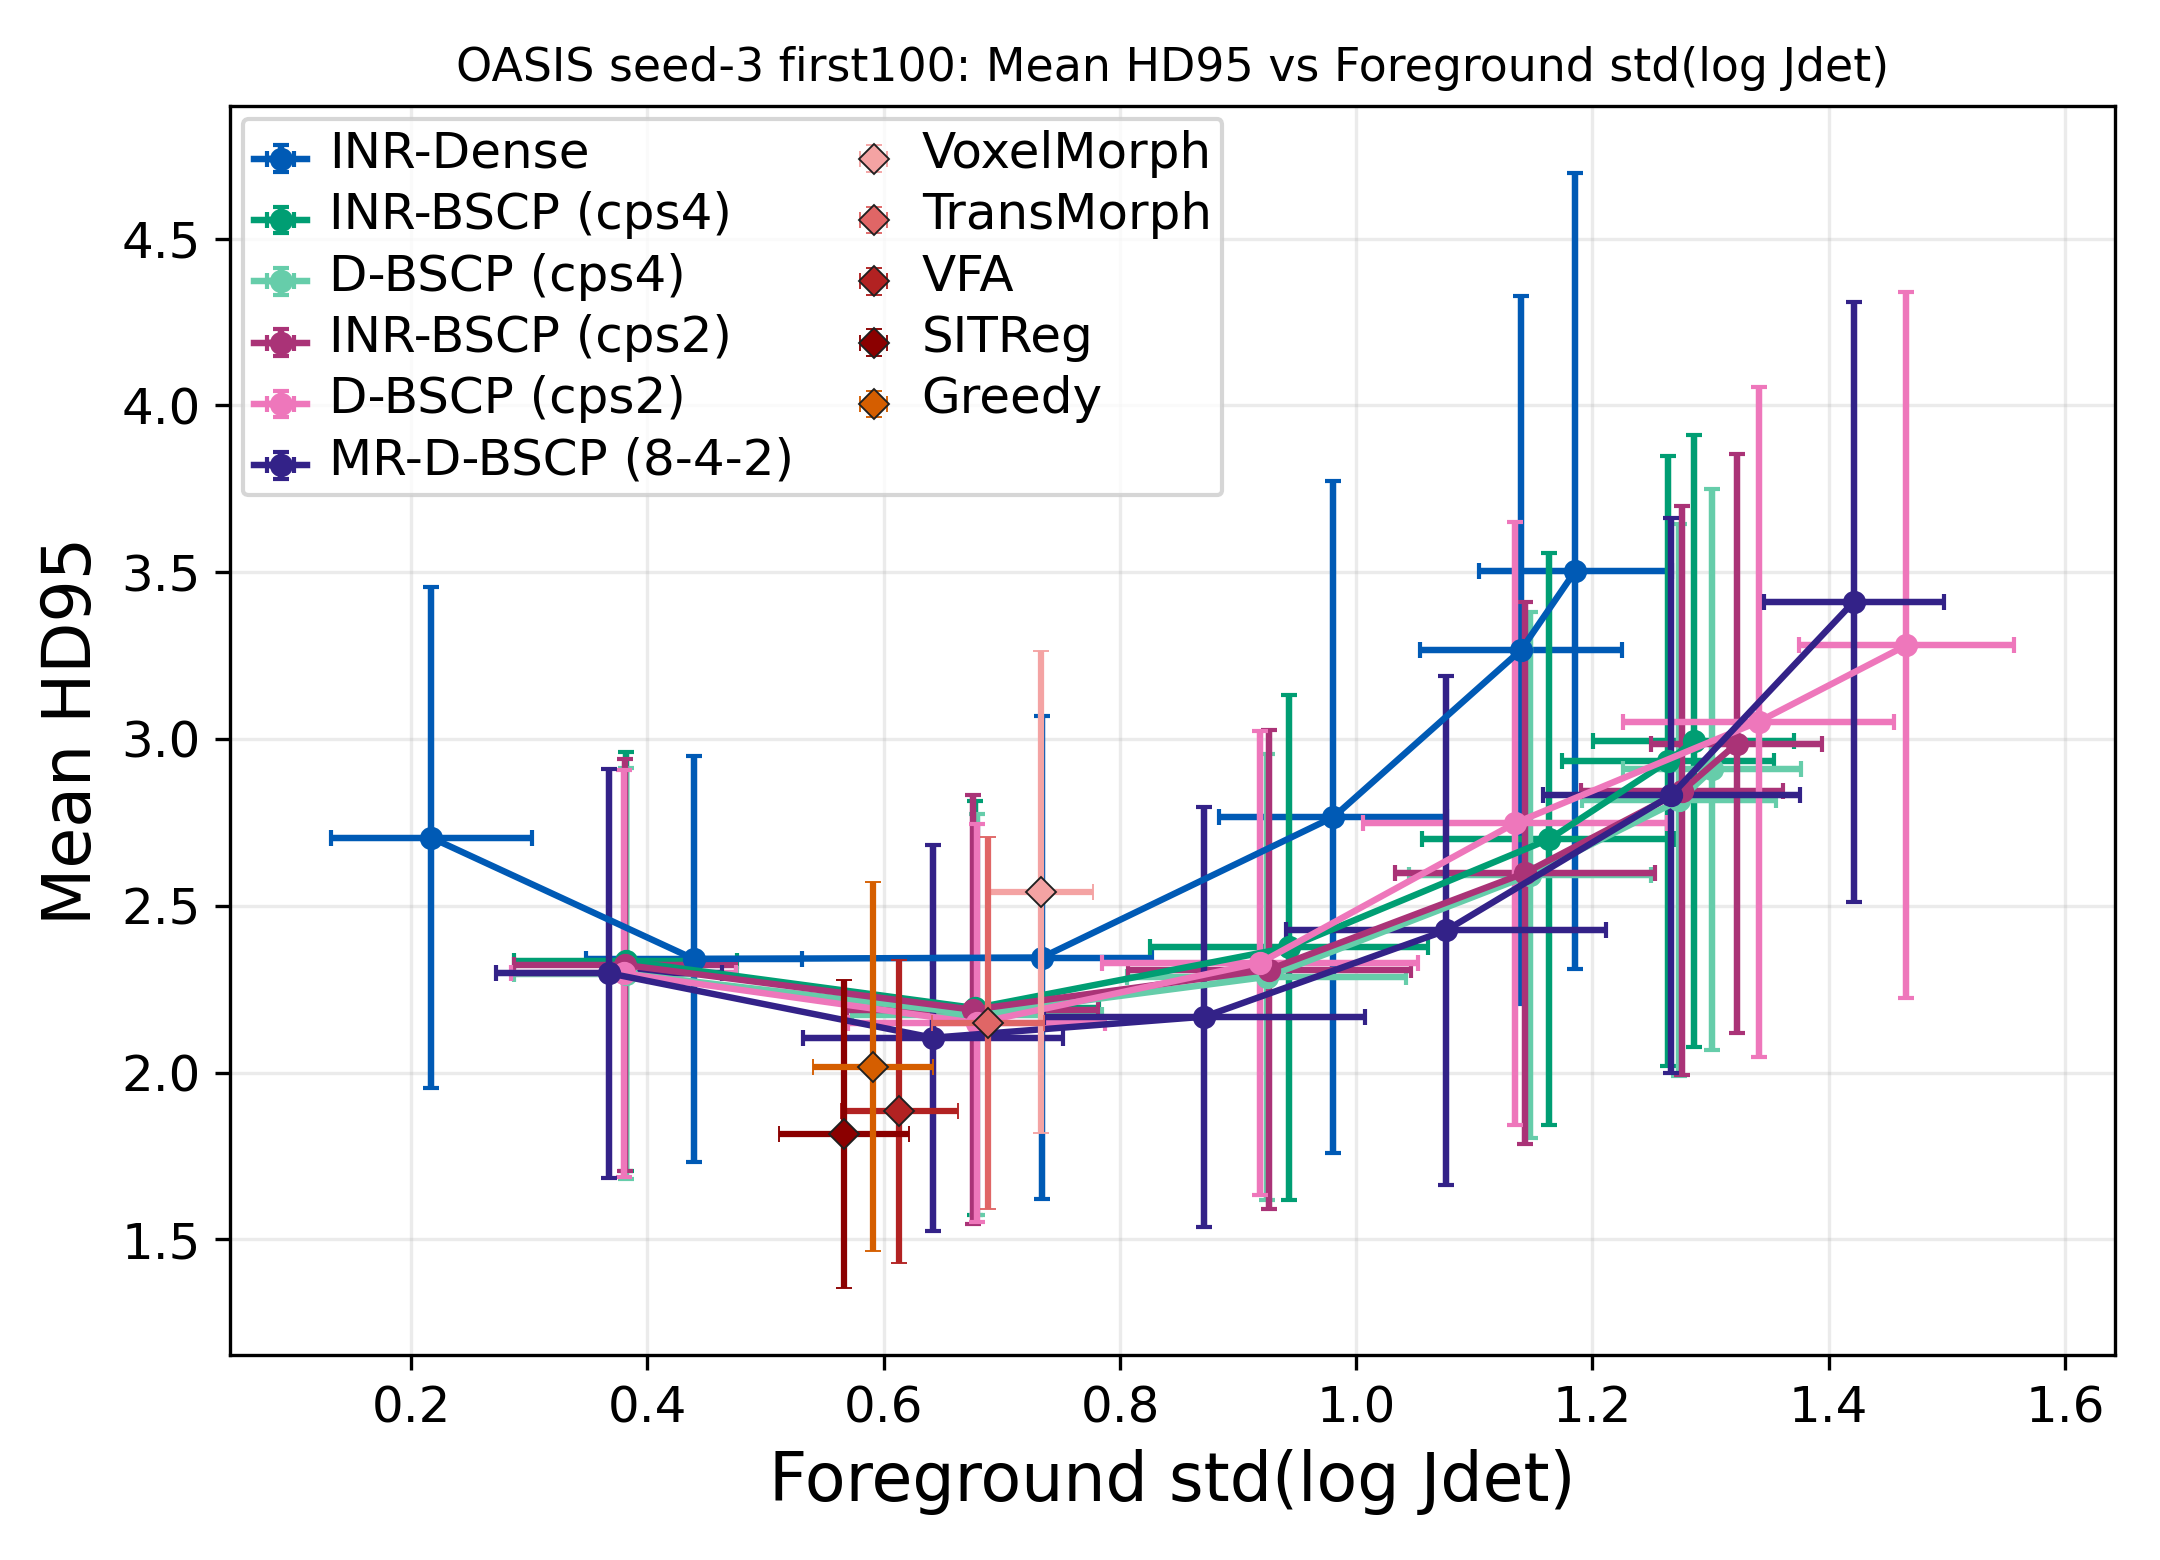 OASIS seed-3 first100: Mean HD95 vs Foreground std(log Jdet)
INR-Dense
INR-BSCP (cps4)
D-BSCP (cps4)
INR-BSCP (cps2)
D-BSCP (cps2)
MR-D-BSCP (8-4-2)
VoxelMorph
TransMorph
VFA
SITReg
Greedy
Mean HD95
4.5
4.0
3.5
3.0
2.5
2.0
1.5
0.2 0.4 0.6 0.8 1.0 1.2 1.4 1.6
Foreground std(log Jdet)